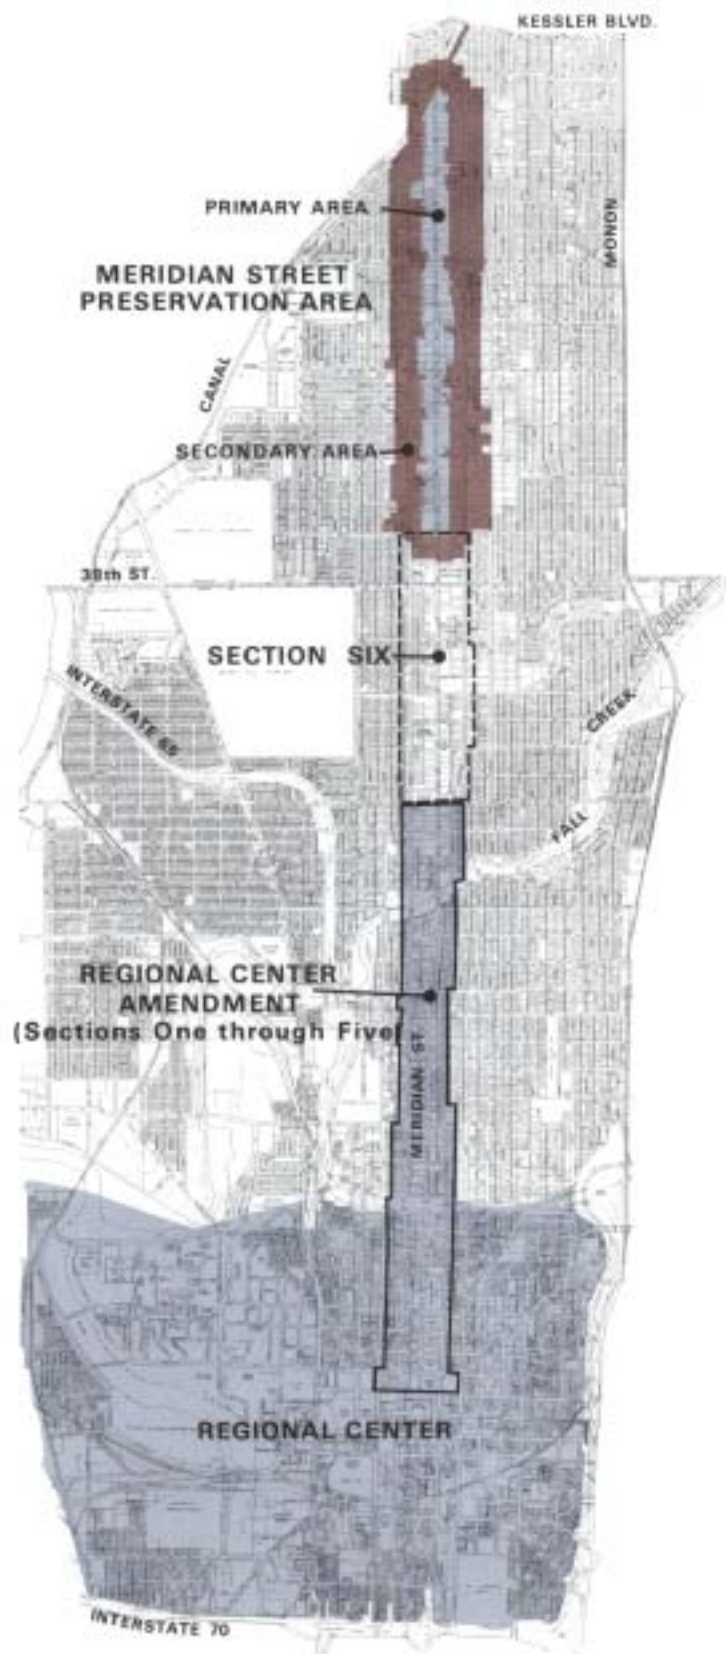 KESSLER BLVD.
PRIMARY AREA
MONON
MERIDIAN STREET
PRESERVATION AREA
CANAL
SECONDARY AREA
38th ST.
SECTION SIX
INTERSTATE 65
CREEK
FALL
REGIONAL CENTER
AMENDMENT
(Sections One through Five)
MERIDIAN ST
REGIONAL CENTER
INTERSTATE 70